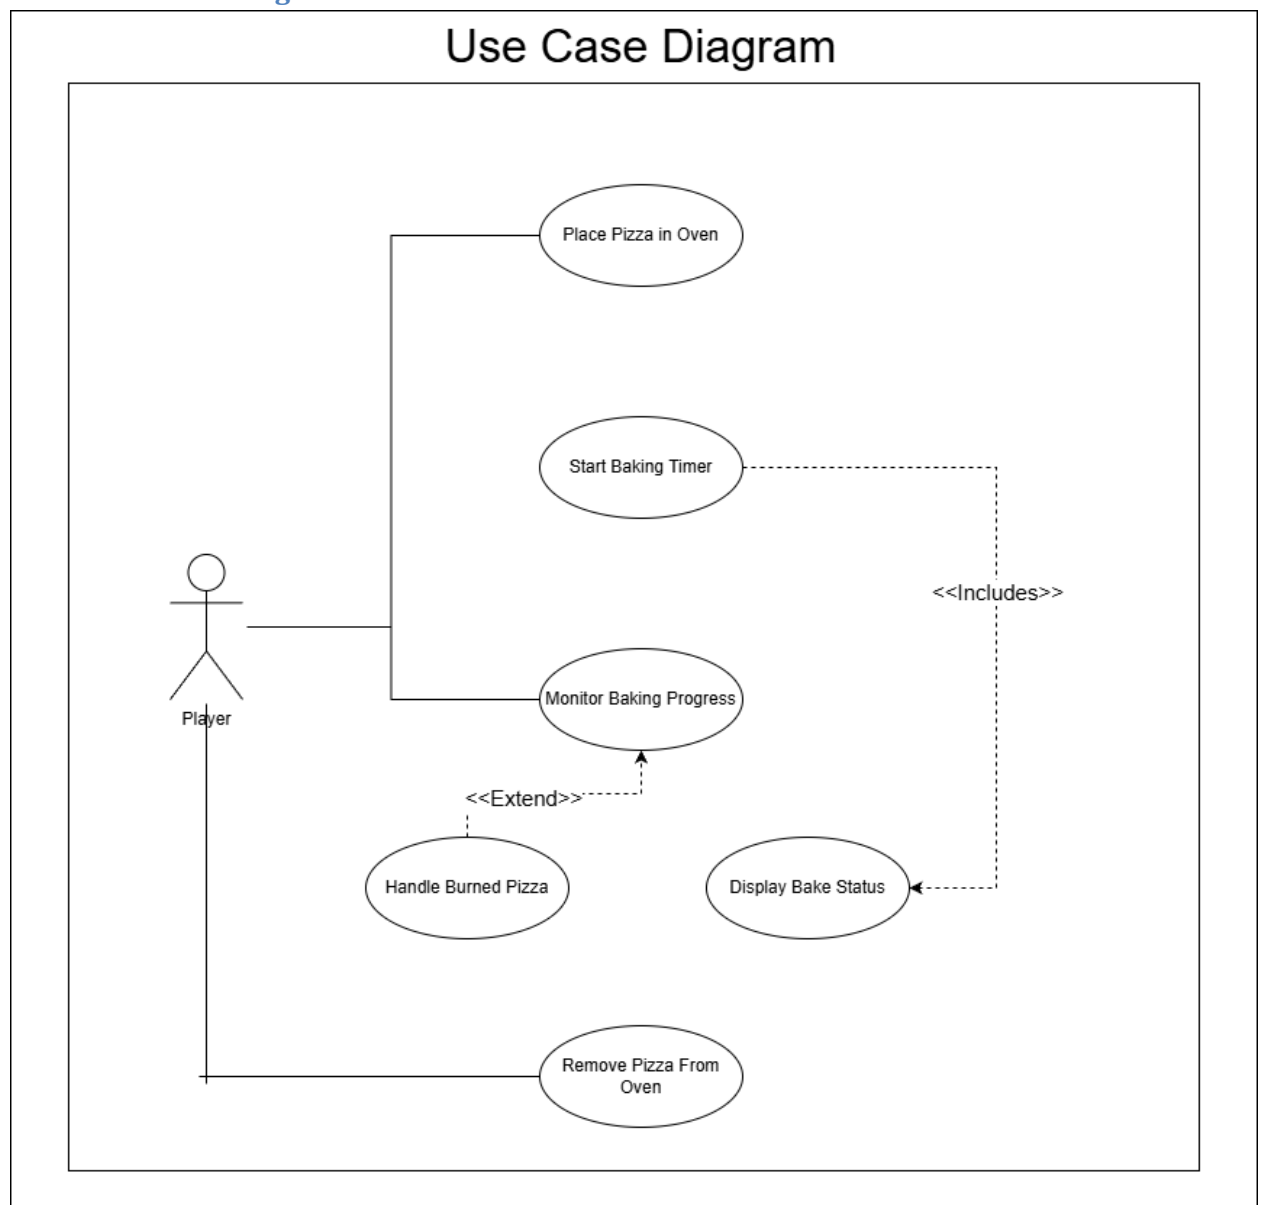 Use Case Diagram
Place Pizza in Oven
Start Baking Timer
<<Includes>>
Monitor Baking Progress
Player
<<Extend>>
Handle Burned Pizza
Display Bake Status
Remove Pizza From
Oven